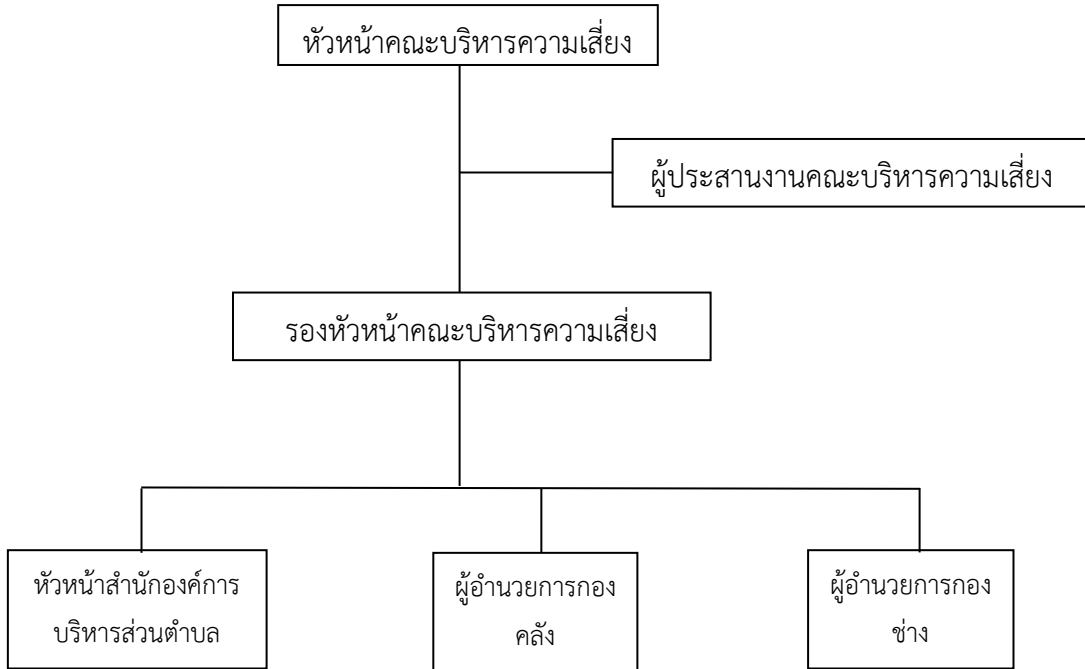 หัวหน้าคณะบริหารความเสี่ยง
ผู้ประสานงานคณะบริหารความเสี่ยง
รองหัวหน้าคณะบริหารความเสี่ยง
หัวหน้าสำนักองค์การ
บริหารส่วนตำบล
ผู้อำนวยการกอง
คลัง
ผู้อำนวยการกอง
ช่าง